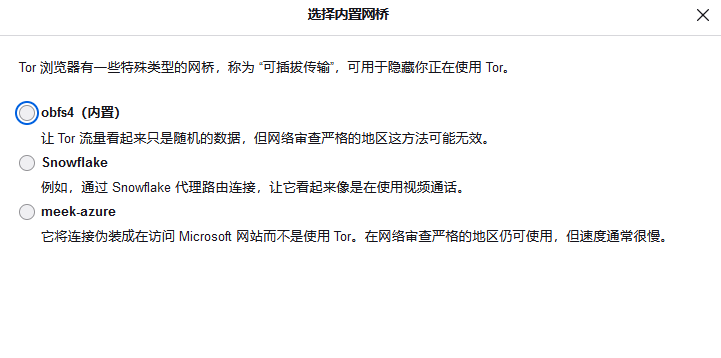 选择内置网桥
Tor 浏览器有一些特殊类型的网桥，称为 “可插拔传输”，可用于隐藏你正在使用 Tor。
obfs4（内置）
让 Tor 流量看起来只是随机的数据，但网络审查严格的地区这方法可能无效。
Snowflake
例如，通过 Snowflake 代理路由连接，让它看起来像是在使用视频通话。
meek-azure
它将连接伪装成在访问 Microsoft 网站而不是使用 Tor。在网络审查严格的地区仍可使用，但速度通常很慢。